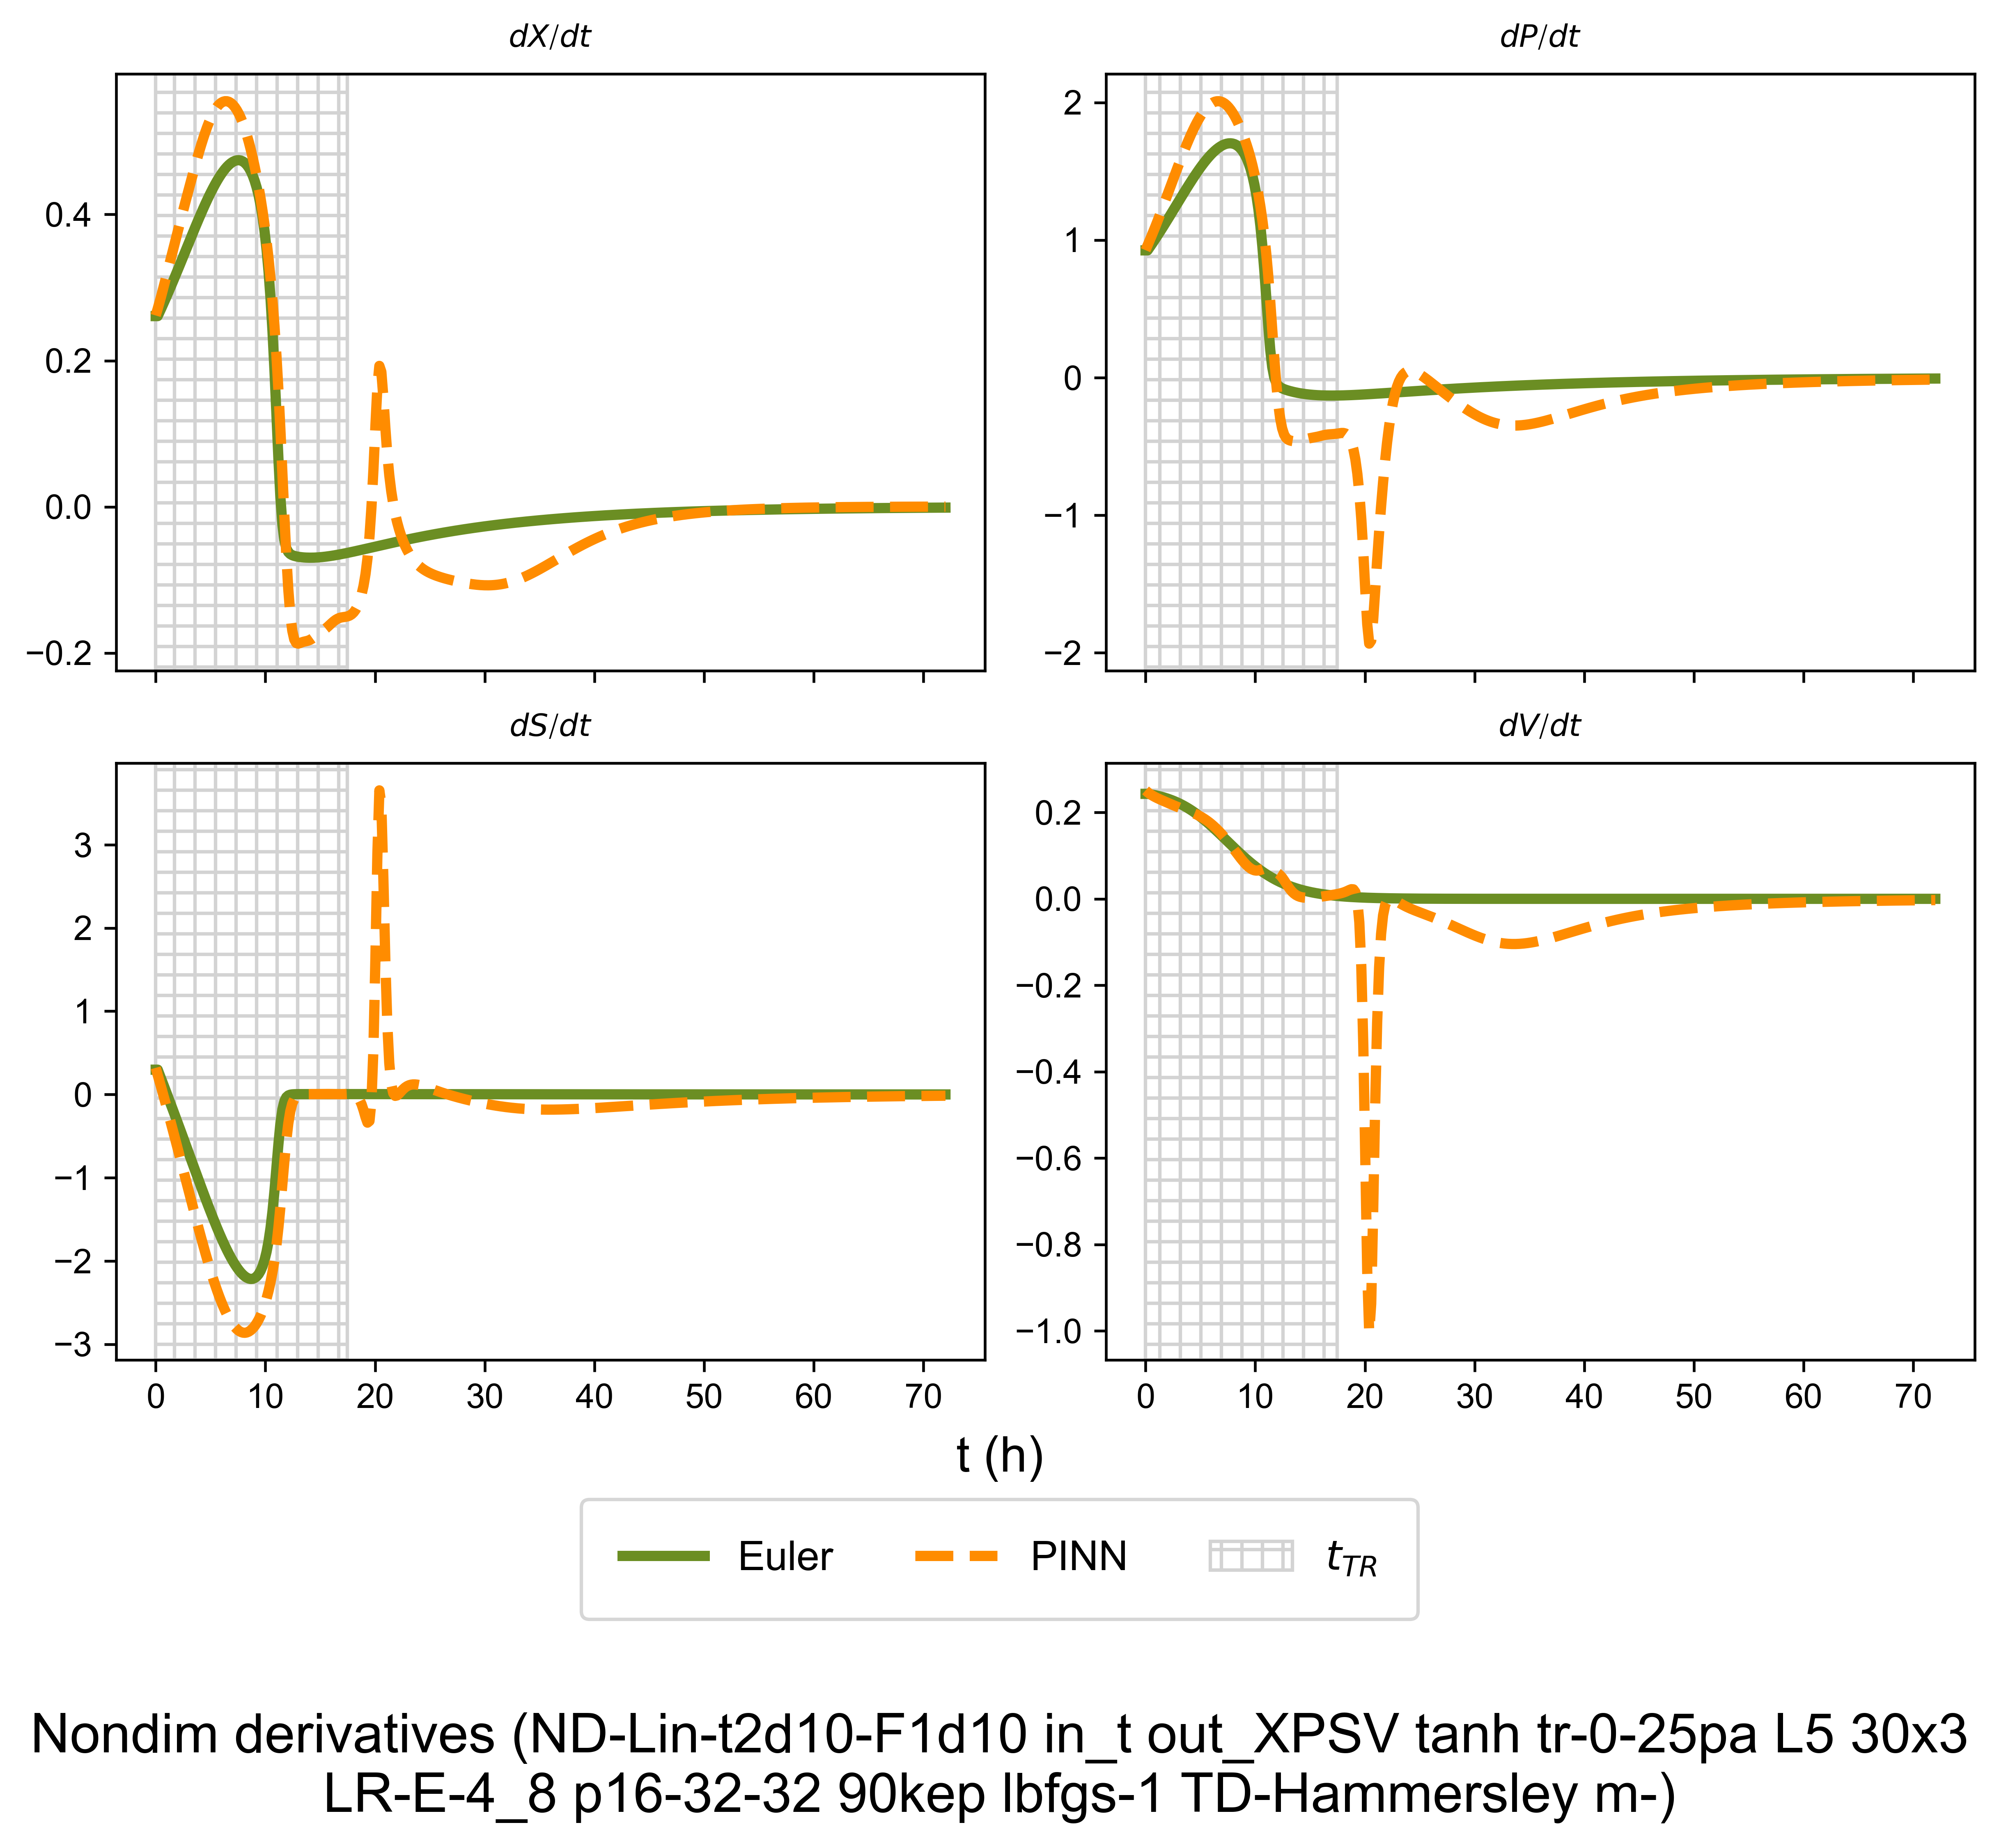 dX/dt
dP/dt
0.4
0.2
0.0
−0.2
2
1
0
−1
−2
dS/dt
dV/dt
3
2
1
0
−1
−2
−3
0.2
0.0
−0.2
−0.4
−0.6
−0.8
−1.0
0 10 20 30 40 50 60 70
0 10 20 30 40 50 60 70
t (h)
Euler PINN t_TR
Nondim derivatives (ND-Lin-t2d10-F1d10 in_t out_XPSV tanh tr-0-25pa L5 30x3
LR-E-4_8 p16-32-32 90kep lbfgs-1 TD-Hammersley m-)